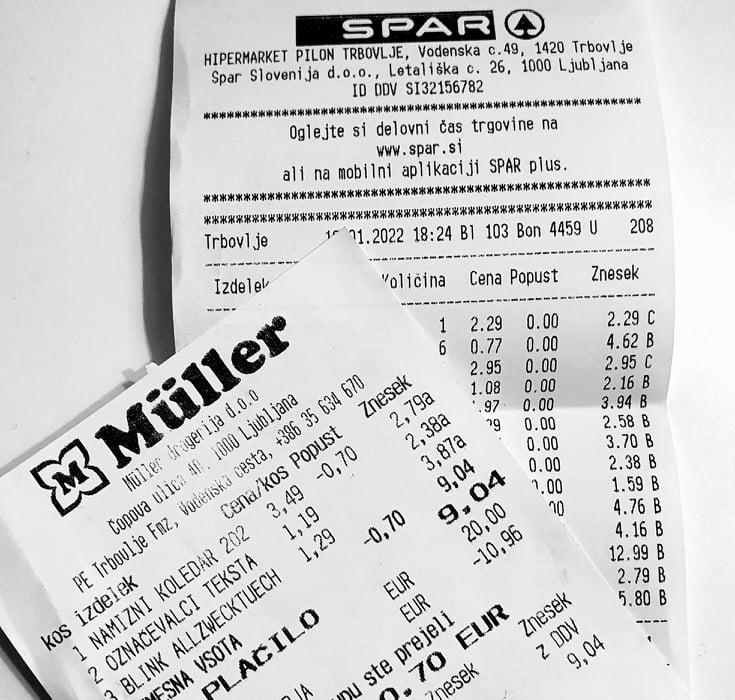 SPAR
HIPERMARKET PILON TRBOVLJE, Vodenska c.49, 1420 Trbovlje
Spar Slovenija d.o.o., Letališka c. 26, 1000 Ljubljana
ID DDV SI32156782
Oglejte si delovni čas trgovine na
www.spar.si
ali na mobilni aplikaciji SPAR plus.
Trbovlje 01.2022 18:24 Bl 103 Bon 4459 U 208
Izdelek Količina Cena Popust Znesek
1 2.29 0.00 2.29 C
6 0.77 0.00 4.62 B
2.95 0.00 2.95 C
1.08 0.00 2.16 B
.97 0.00 3.94 B
0.00 2.58 B
0.00 3.70 B
0.00 2.38 B
1.59 B
4.76 B
4.16 B
12.99 B
2.79 B
5.80 B
M Müller
Müller drogerija d.o.o
Čopova ulica 40, 1000 Ljubljana
PE Trbovlje Fmz, Vodenska cesta, +386 35 634 670
kos izdelek Cena/kos Popust Znesek
1 NAMIZNI KOLEDAR 202 3,49 -0,70 2,79a
2 OZNAČEVALCI TEKSTA 1,19 2,38a
3 BLINK ALLZWECKTUECH 1,29 3,87a
MESNA VSOTA -0,70 9,04
PLAČILO 9,04
EUR 20,00
EUR -10,96
ste prejeli
0.70 EUR
Znesek Znesek
z DDV
9,04